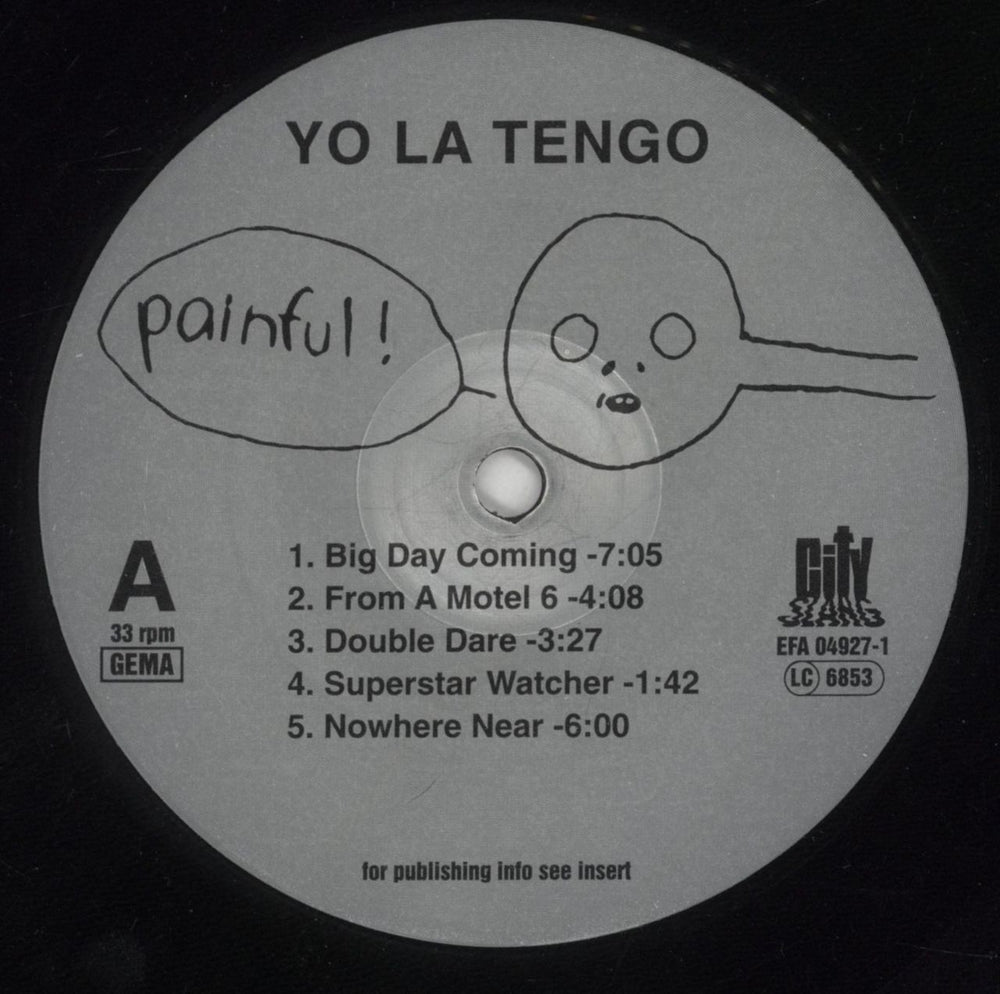 YO LA TENGO
painful!
A
33 rpm
GEMA
1. Big Day Coming -7:05
2. From A Motel 6 -4:08
3. Double Dare -3:27
4. Superstar Watcher -1:42
5. Nowhere Near -6:00
City
SLANG
EFA 04927-1
LC 6853
for publishing info see insert